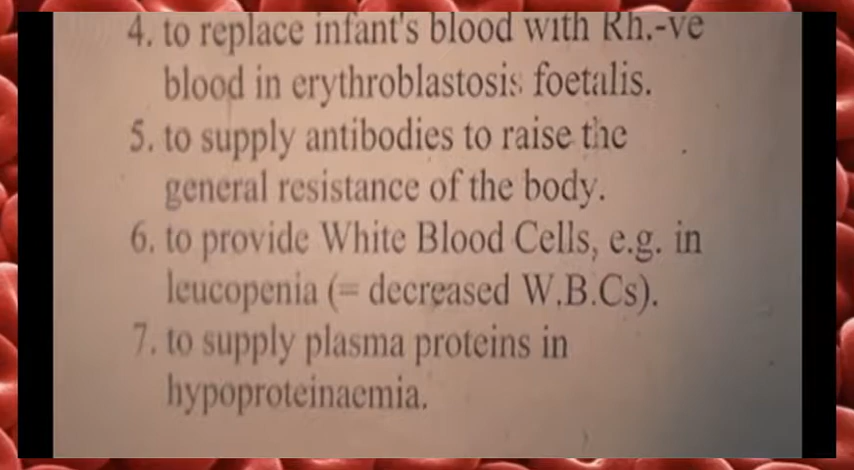 4. to replace infant's blood with Rh.-ve
blood in erythroblastosis foetalis.
5. to supply antibodies to raise the
general resistance of the body.
6. to provide White Blood Cells, e.g. in
leucopenia (= decreased W.B.Cs).
7. to supply plasma proteins in
hypoproteinaemia.